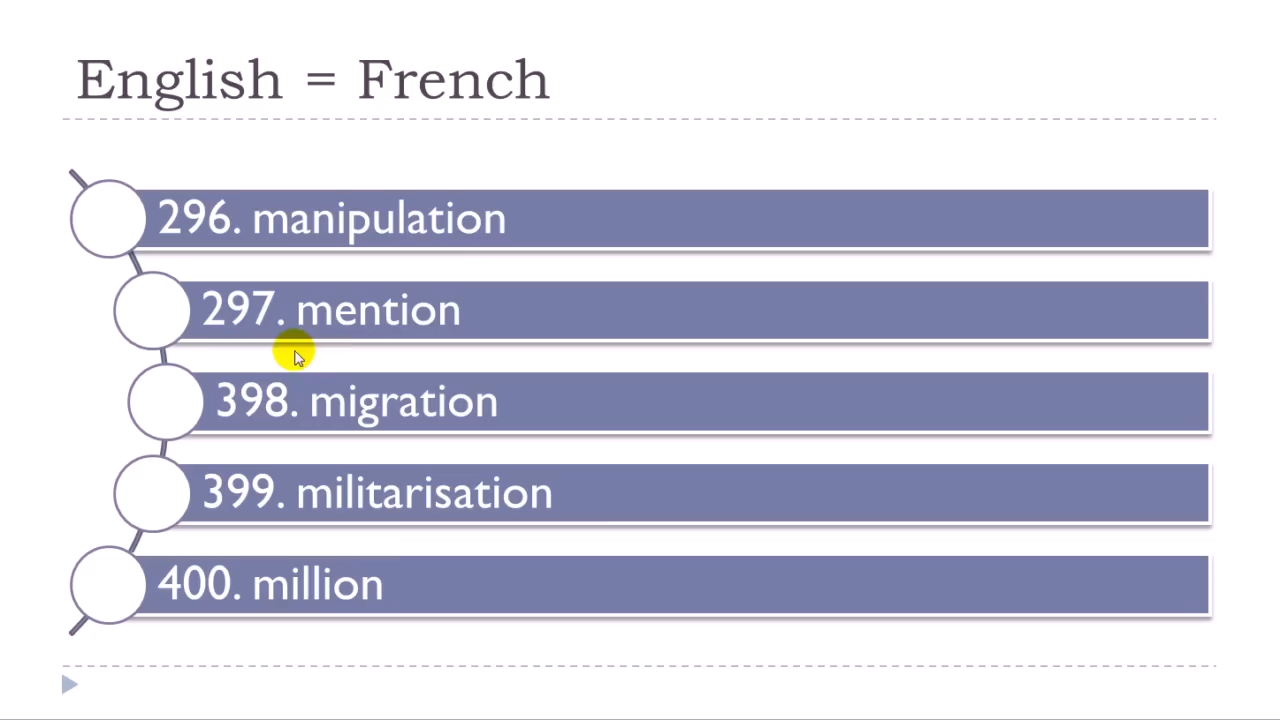 English = French
296. manipulation
297. mention
398. migration
399. militarisation
400. million